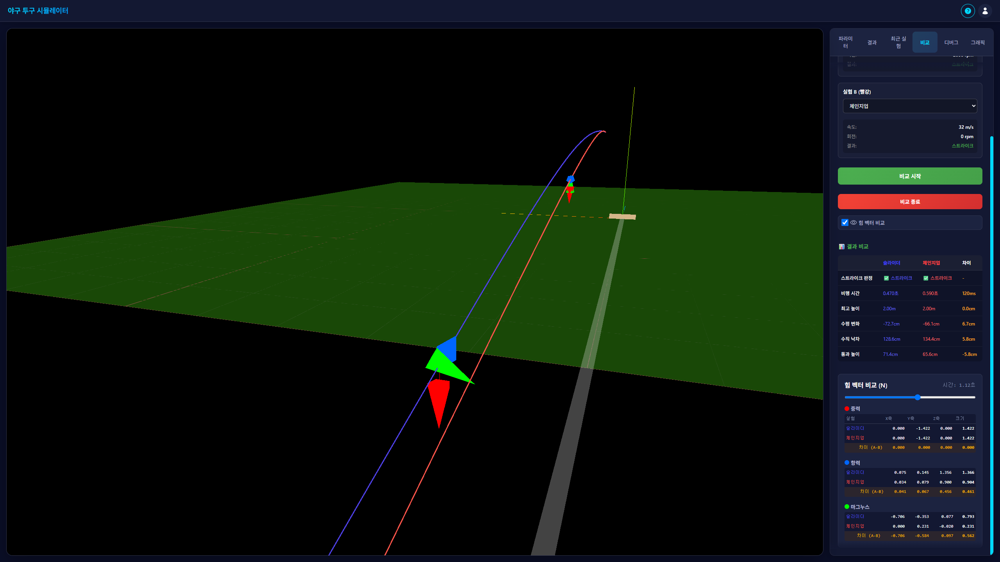 야구 투구 시뮬레이터
?
파라미터
결과
최근 실험
비교
디버그
그래픽
결과: 스트라이크
실험 B (빨강)
체인지업
속도: 32 m/s
회전: 0 rpm
결과: 스트라이크
비교 시작
비교 종료
힘 벡터 비교
결과 비교
슬라이더 체인지업 차이
스트라이크 판정 스트라이크 스트라이크 -
비행 시간 0.470초 0.590초 120ms
최고 높이 2.00m 2.00m 0.0cm
수평 변화 -72.7cm -66.1cm 6.7cm
수직 낙차 128.6cm 134.4cm 5.8cm
통과 높이 71.4cm 65.6cm -5.8cm
힘 벡터 비교 (N) 시간: 1.12초
중력
실험 X축 Y축 Z축 크기
슬라이더 0.000 -1.422 0.000 1.422
체인지업 0.000 -1.422 0.000 1.422
차이 (A-B) 0.000 0.000 0.000 0.000
항력
슬라이더 0.075 0.145 1.356 1.366
체인지업 0.034 0.079 0.900 0.904
차이 (A-B) 0.041 0.067 0.456 0.461
마그누스
슬라이더 -0.706 -0.353 0.077 0.793
체인지업 0.000 0.231 -0.020 0.231
차이 (A-B) -0.706 -0.584 0.097 0.562